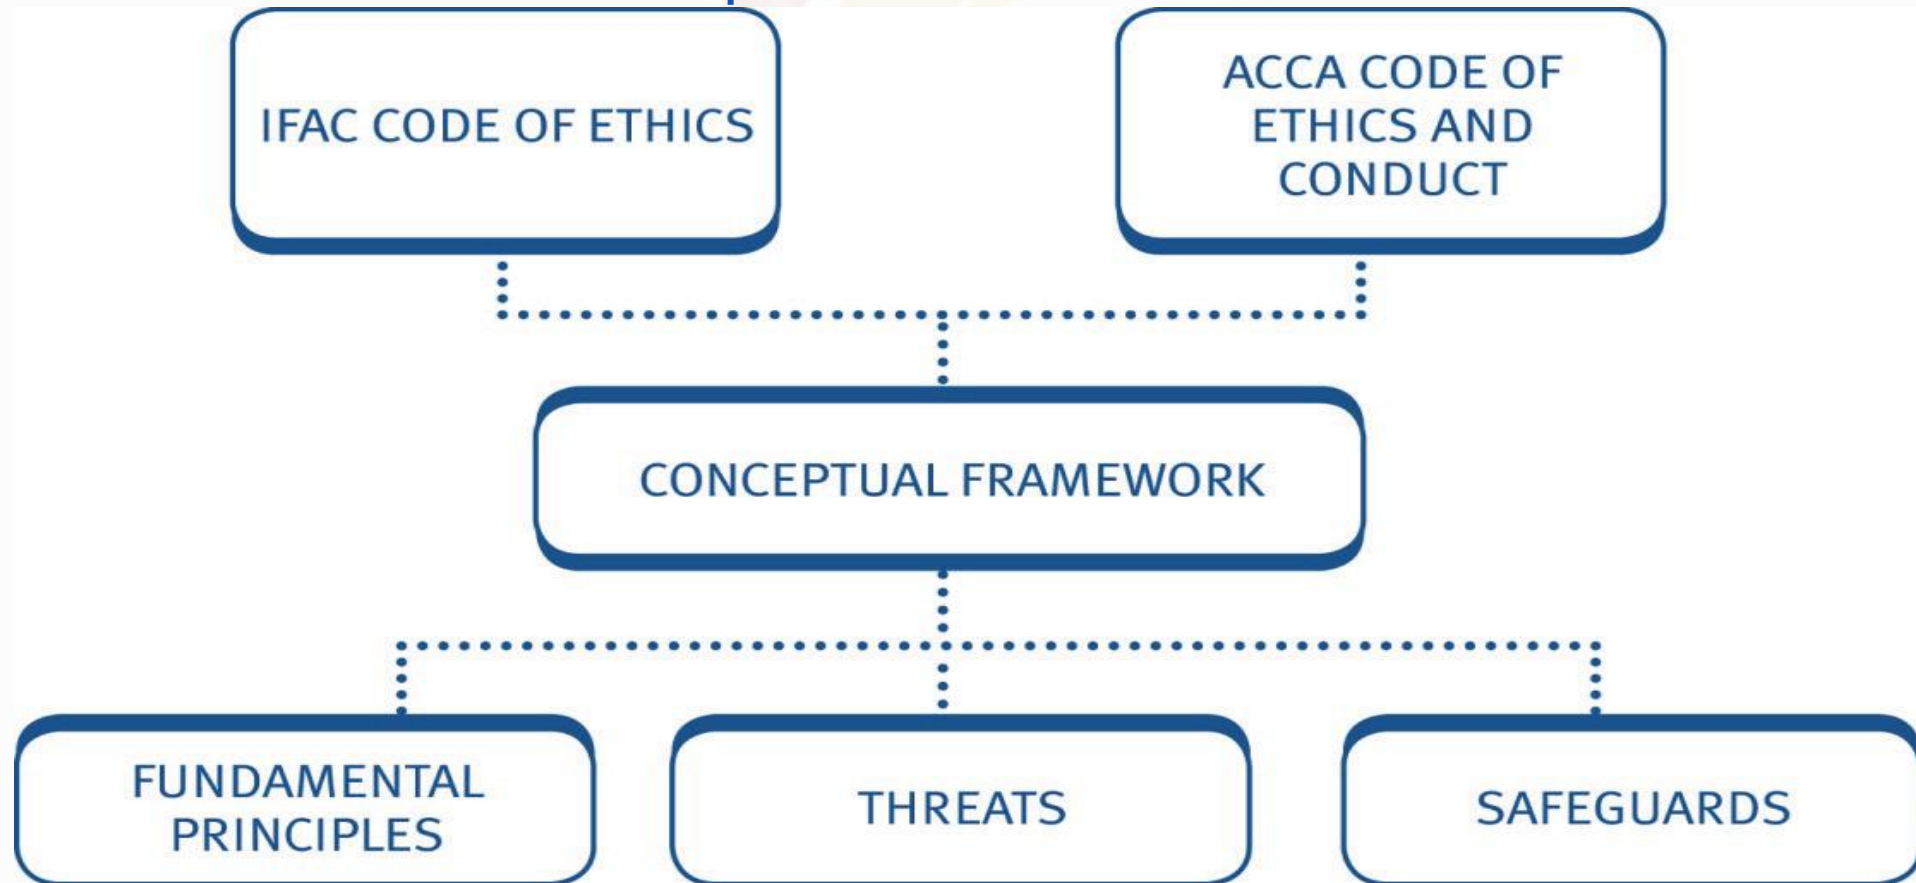 IFAC CODE OF ETHICS
ACCA CODE OF
ETHICS AND
CONDUCT
CONCEPTUAL FRAMEWORK
FUNDAMENTAL
PRINCIPLES
THREATS
SAFEGUARDS